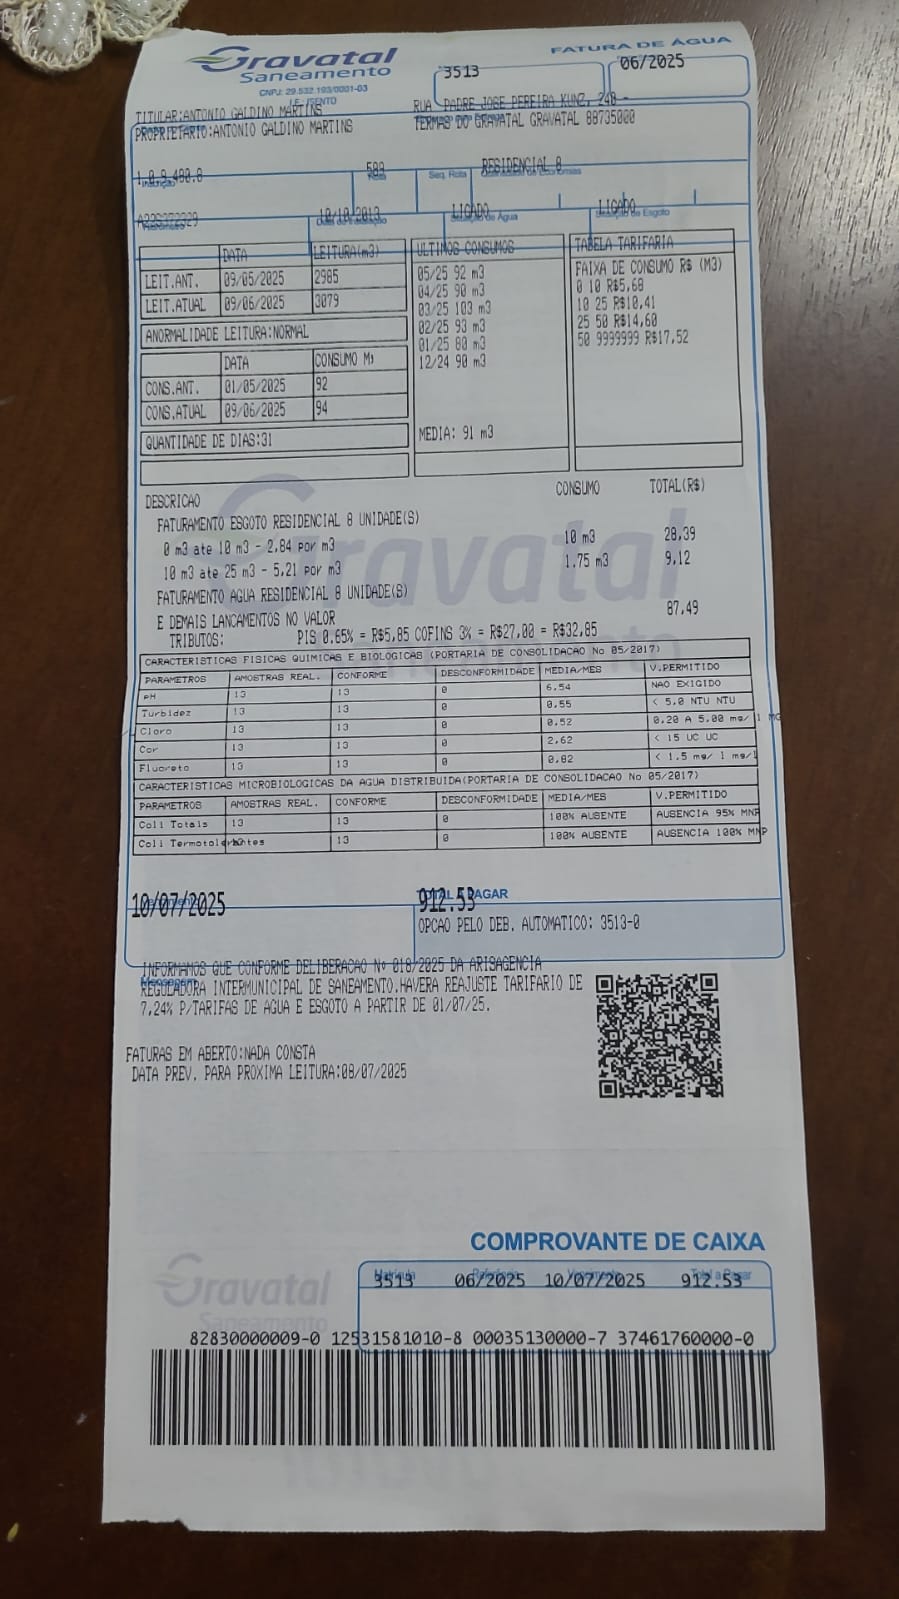 Gravatal
Saneamento
CNPJ: 29.532.193/0001-03
I.E.: ISENTO
FATURA DE ÁGUA
3513
06/2025
TITULAR:ANTONIO GALDINO MARTINS
PROPRIETARIO:ANTONIO GALDINO MARTINS
RUA PADRE JOSE PEREIRA KUNZ, 240 -
TERMAS DO GRAVATAL GRAVATAL 88735000
1.0.9.480.0
Inscrição
509
Rota
Seq. Rota
RESIDENCIAL 8
A22S372329
Hidrômetro
10/10/2013
LIGADO
Situação de Água
LIGADO
Situação de Esgoto
DATA LEITURA(m3)
LEIT.ANT. 09/05/2025 2985
LEIT.ATUAL 09/06/2025 3079
ANORMALIDADE LEITURA:NORMAL
DATA CONSUMO M3
CONS.ANT. 01/05/2025 92
CONS.ATUAL 09/06/2025 94
QUANTIDADE DE DIAS:31
ULTIMOS CONSUMOS
05/25 92 m3
04/25 90 m3
03/25 103 m3
02/25 93 m3
01/25 80 m3
12/24 90 m3
MEDIA: 91 m3
TABELA TARIFARIA
FAIXA DE CONSUMO R$ (M3)
0 10 R$5,68
10 25 R$10,41
25 50 R$14,60
50 9999999 R$17,52
DESCRICAO CONSUMO TOTAL(R$)
FATURAMENTO ESGOTO RESIDENCIAL 8 UNIDADE(S)
0 m3 ate 10 m3 - 2,84 por m3 10 m3 28,39
10 m3 ate 25 m3 - 5,21 por m3 1.75 m3 9,12
FATURAMENTO AGUA RESIDENCIAL 8 UNIDADE(S)
E DEMAIS LANCAMENTOS NO VALOR 87,49
TRIBUTOS: PIS 0.65% = R$5,85 COFINS 3% = R$27,00 = R$32,85
CARACTERISTICAS FISICAS QUIMICAS E BIOLOGICAS (PORTARIA DE CONSOLIDACAO No 05/2017)
PARAMETROS AMOSTRAS REAL. CONFORME DESCONFORMIDADE MEDIA/MES V.PERMITIDO
pH 13 13 0 6,54 NAO EXIGIDO
Turbidez 13 13 0 0,55 < 5,0 NTU NTU
Cloro 13 13 0 0,52 0,20 A 5,00 mg/ 1 MG
Cor 13 13 0 2,62 < 15 UC UC
Fluoreto 13 13 0 0,82 < 1.5 mg/ 1 mg/l
CARACTERISTICAS MICROBIOLOGICAS DA AGUA DISTRIBUIDA(PORTARIA DE CONSOLIDACAO No 05/2017)
PARAMETROS AMOSTRAS REAL. CONFORME DESCONFORMIDADE MEDIA/MES V.PERMITIDO
Coli Totais 13 13 0 100% AUSENTE AUSENCIA 95% MNP
Coli Termotolerantes 13 13 0 100% AUSENTE AUSENCIA 100% MNP
10/07/2025
TOTAL A PAGAR
912.53
OPCAO PELO DEB. AUTOMATICO: 3513-0
INFORMAMOS QUE CONFORME DELIBERACAO Nº 018/2025 DA ARISAGENCIA
Mensagem
REGULADORA INTERMUNICIPAL DE SANEAMENTO.HAVERA REAJUSTE TARIFARIO DE
7,24% P/TARIFAS DE AGUA E ESGOTO A PARTIR DE 01/07/25.
FATURAS EM ABERTO:NADA CONSTA
DATA PREV. PARA PROXIMA LEITURA:08/07/2025
COMPROVANTE DE CAIXA
Matrícula Referência Vencimento Total a Pagar
3513 06/2025 10/07/2025 912.53
Gravatal
Saneamento
82830000009-0 12531581010-8 00035130000-7 37461760000-0